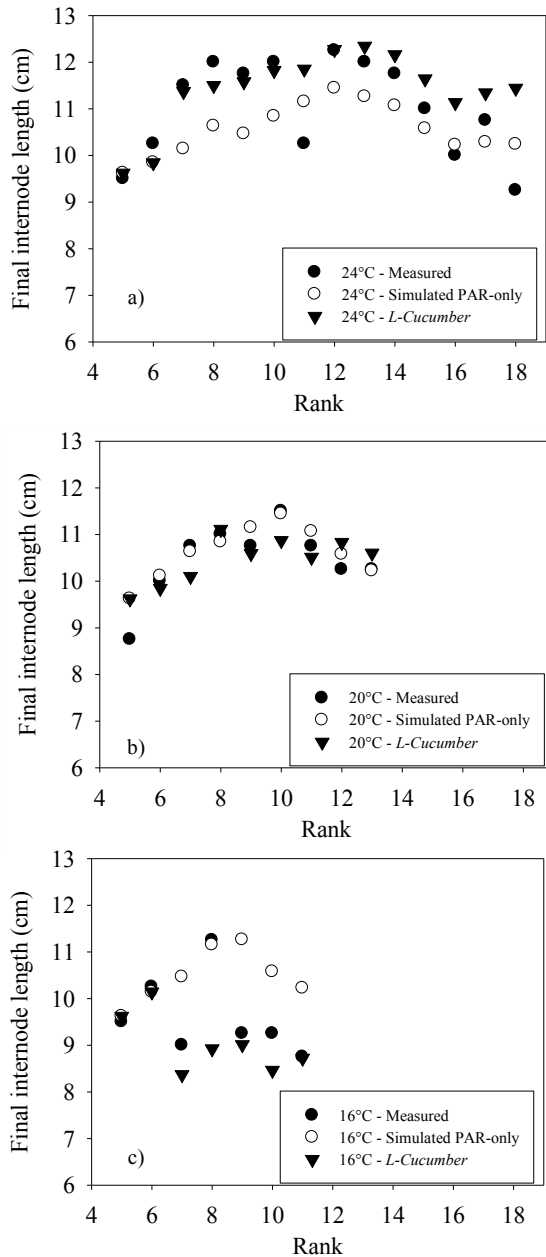 13
12
11
10
9
8
7
6
Final internode length (cm)
a)
24°C - Measured
24°C - Simulated PAR-only
24°C - L-Cucumber
4 6 8 10 12 14 16 18
Rank
13
12
11
10
9
8
7
6
Final internode length (cm)
b)
20°C - Measured
20°C - Simulated PAR-only
20°C - L-Cucumber
4 6 8 10 12 14 16 18
Rank
13
12
11
10
9
8
7
6
Final internode length (cm)
c)
16°C - Measured
16°C - Simulated PAR-only
16°C - L-Cucumber
4 6 8 10 12 14 16 18
Rank